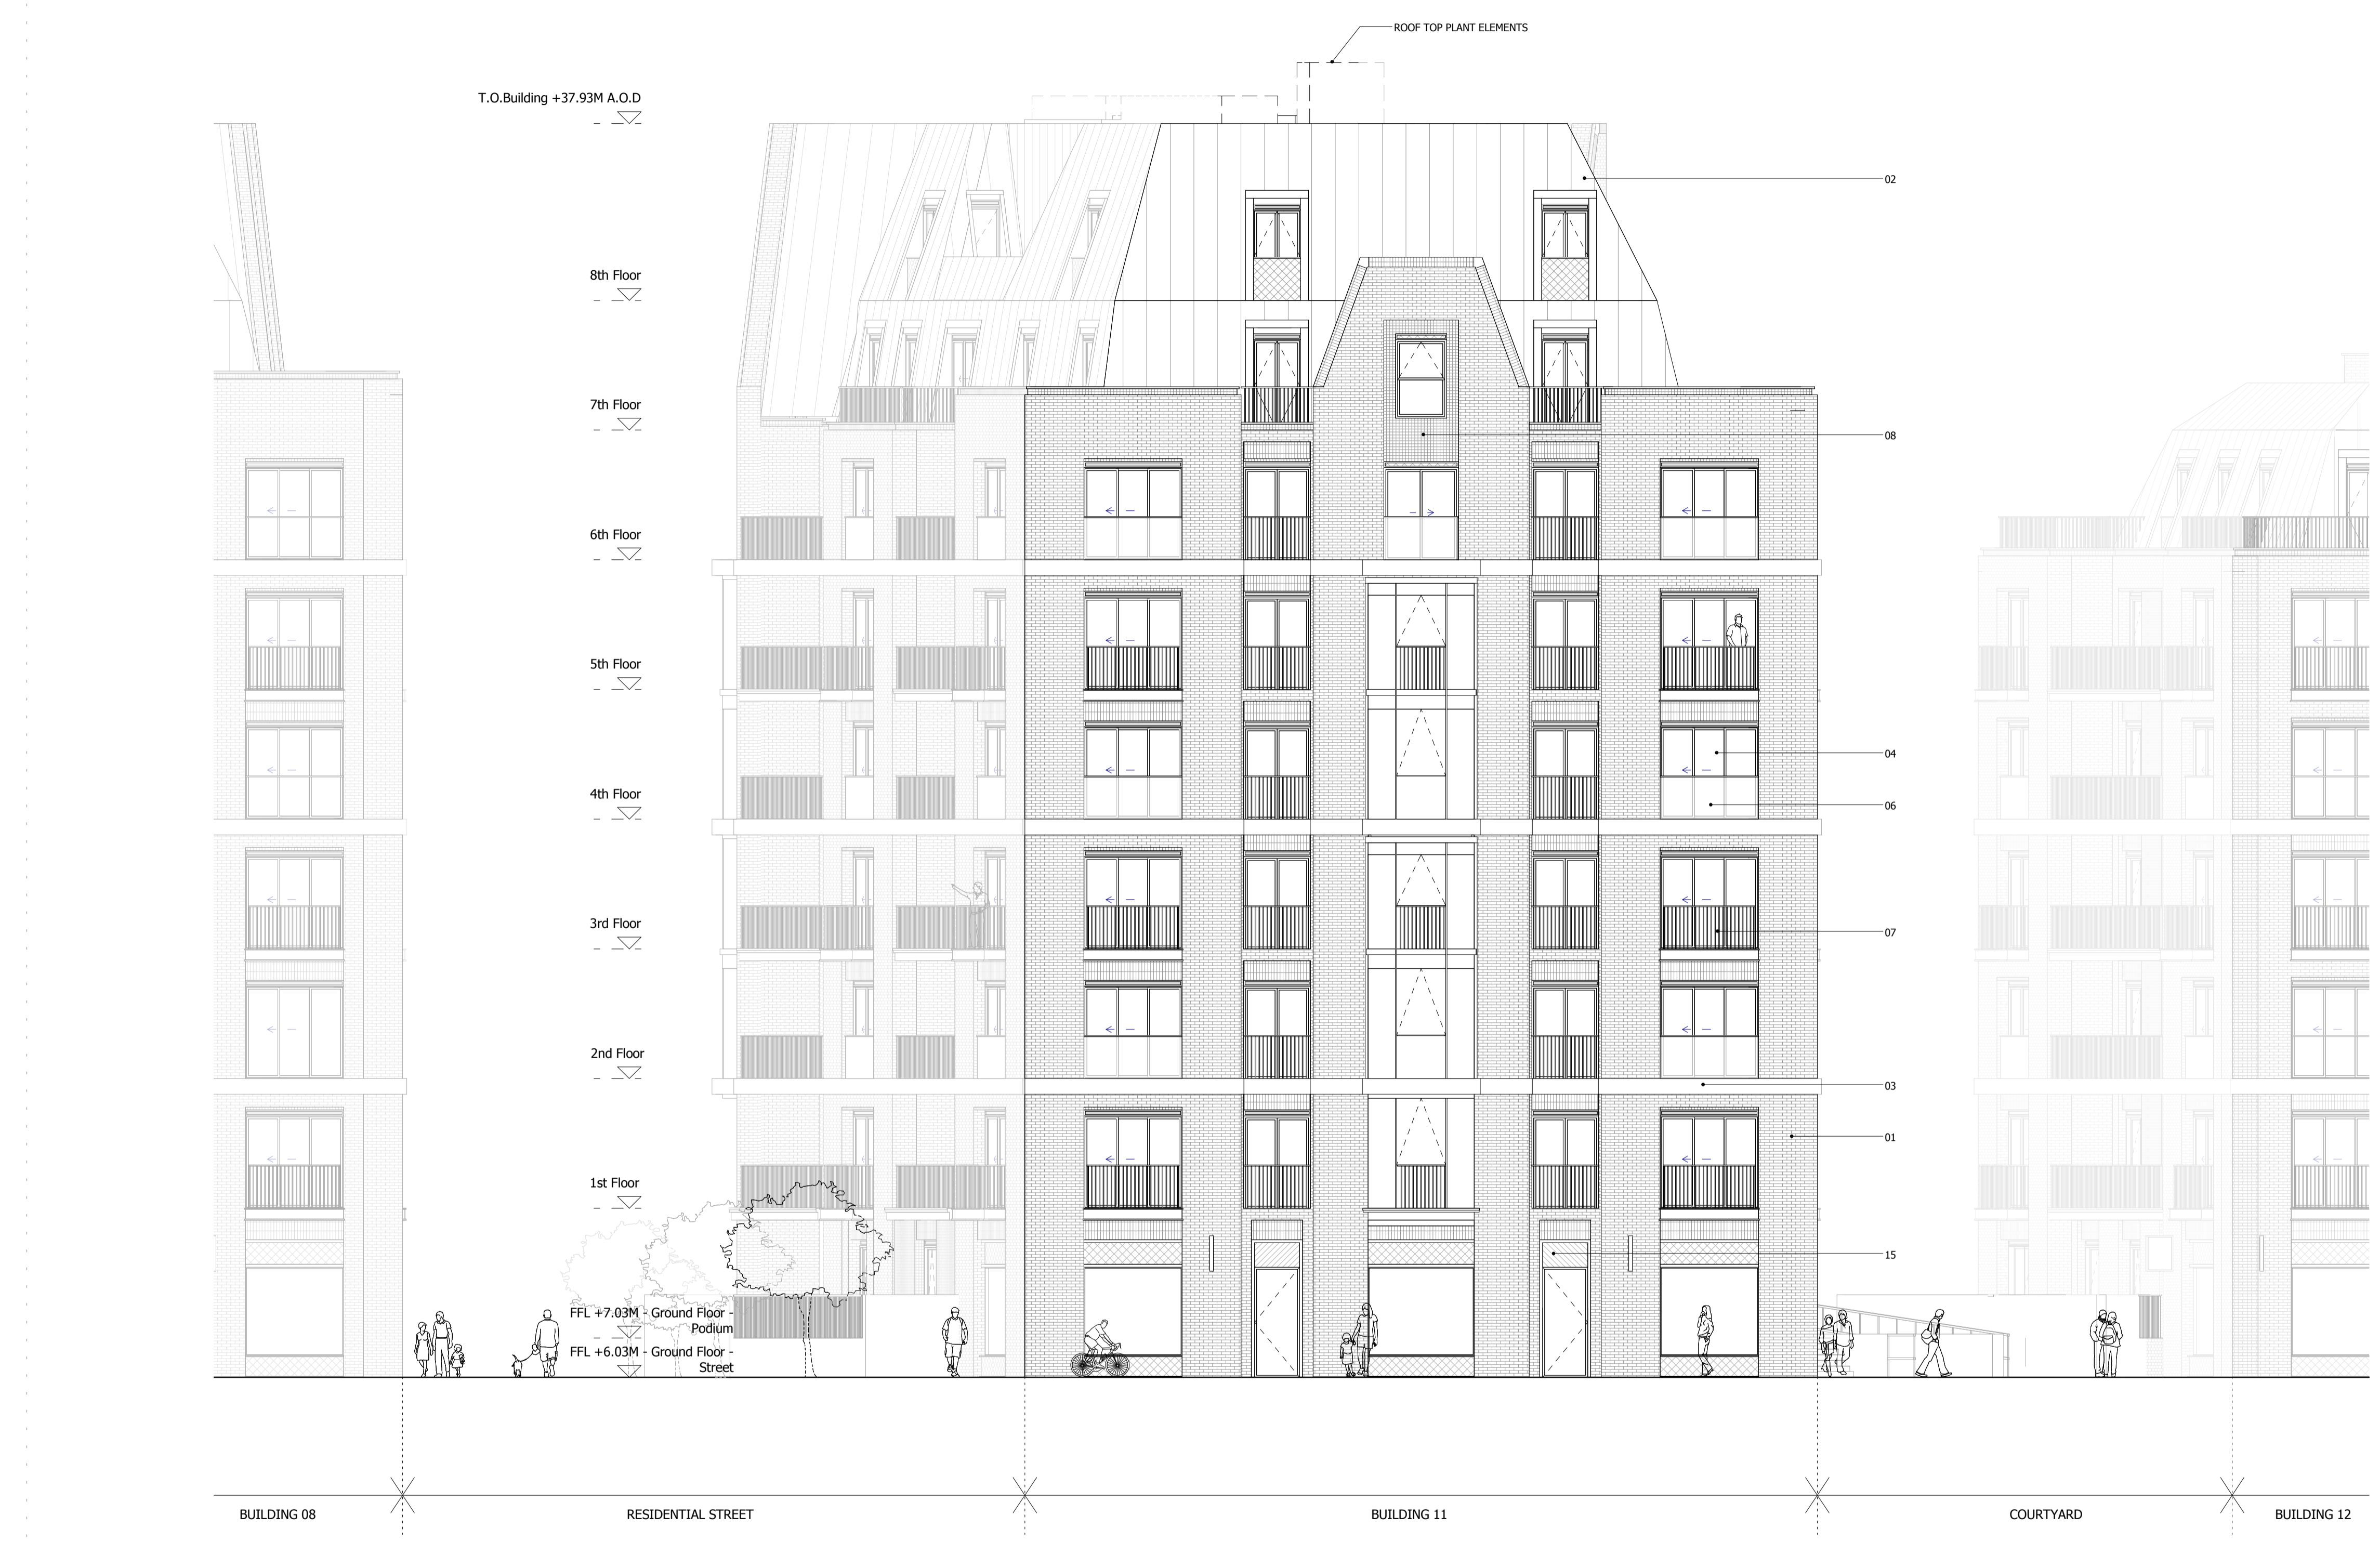 ROOF TOP PLANT ELEMENTS
T.O.Building +37.93M A.O.D
02
8th Floor
7th Floor
08
6th Floor
5th Floor
04
4th Floor
06
3rd Floor
07
2nd Floor
03
01
1st Floor
15
FFL +7.03M - Ground Floor -
Podium
FFL +6.03M - Ground Floor -
Street
BUILDING 08
RESIDENTIAL STREET
BUILDING 11
COURTYARD
BUILDING 12